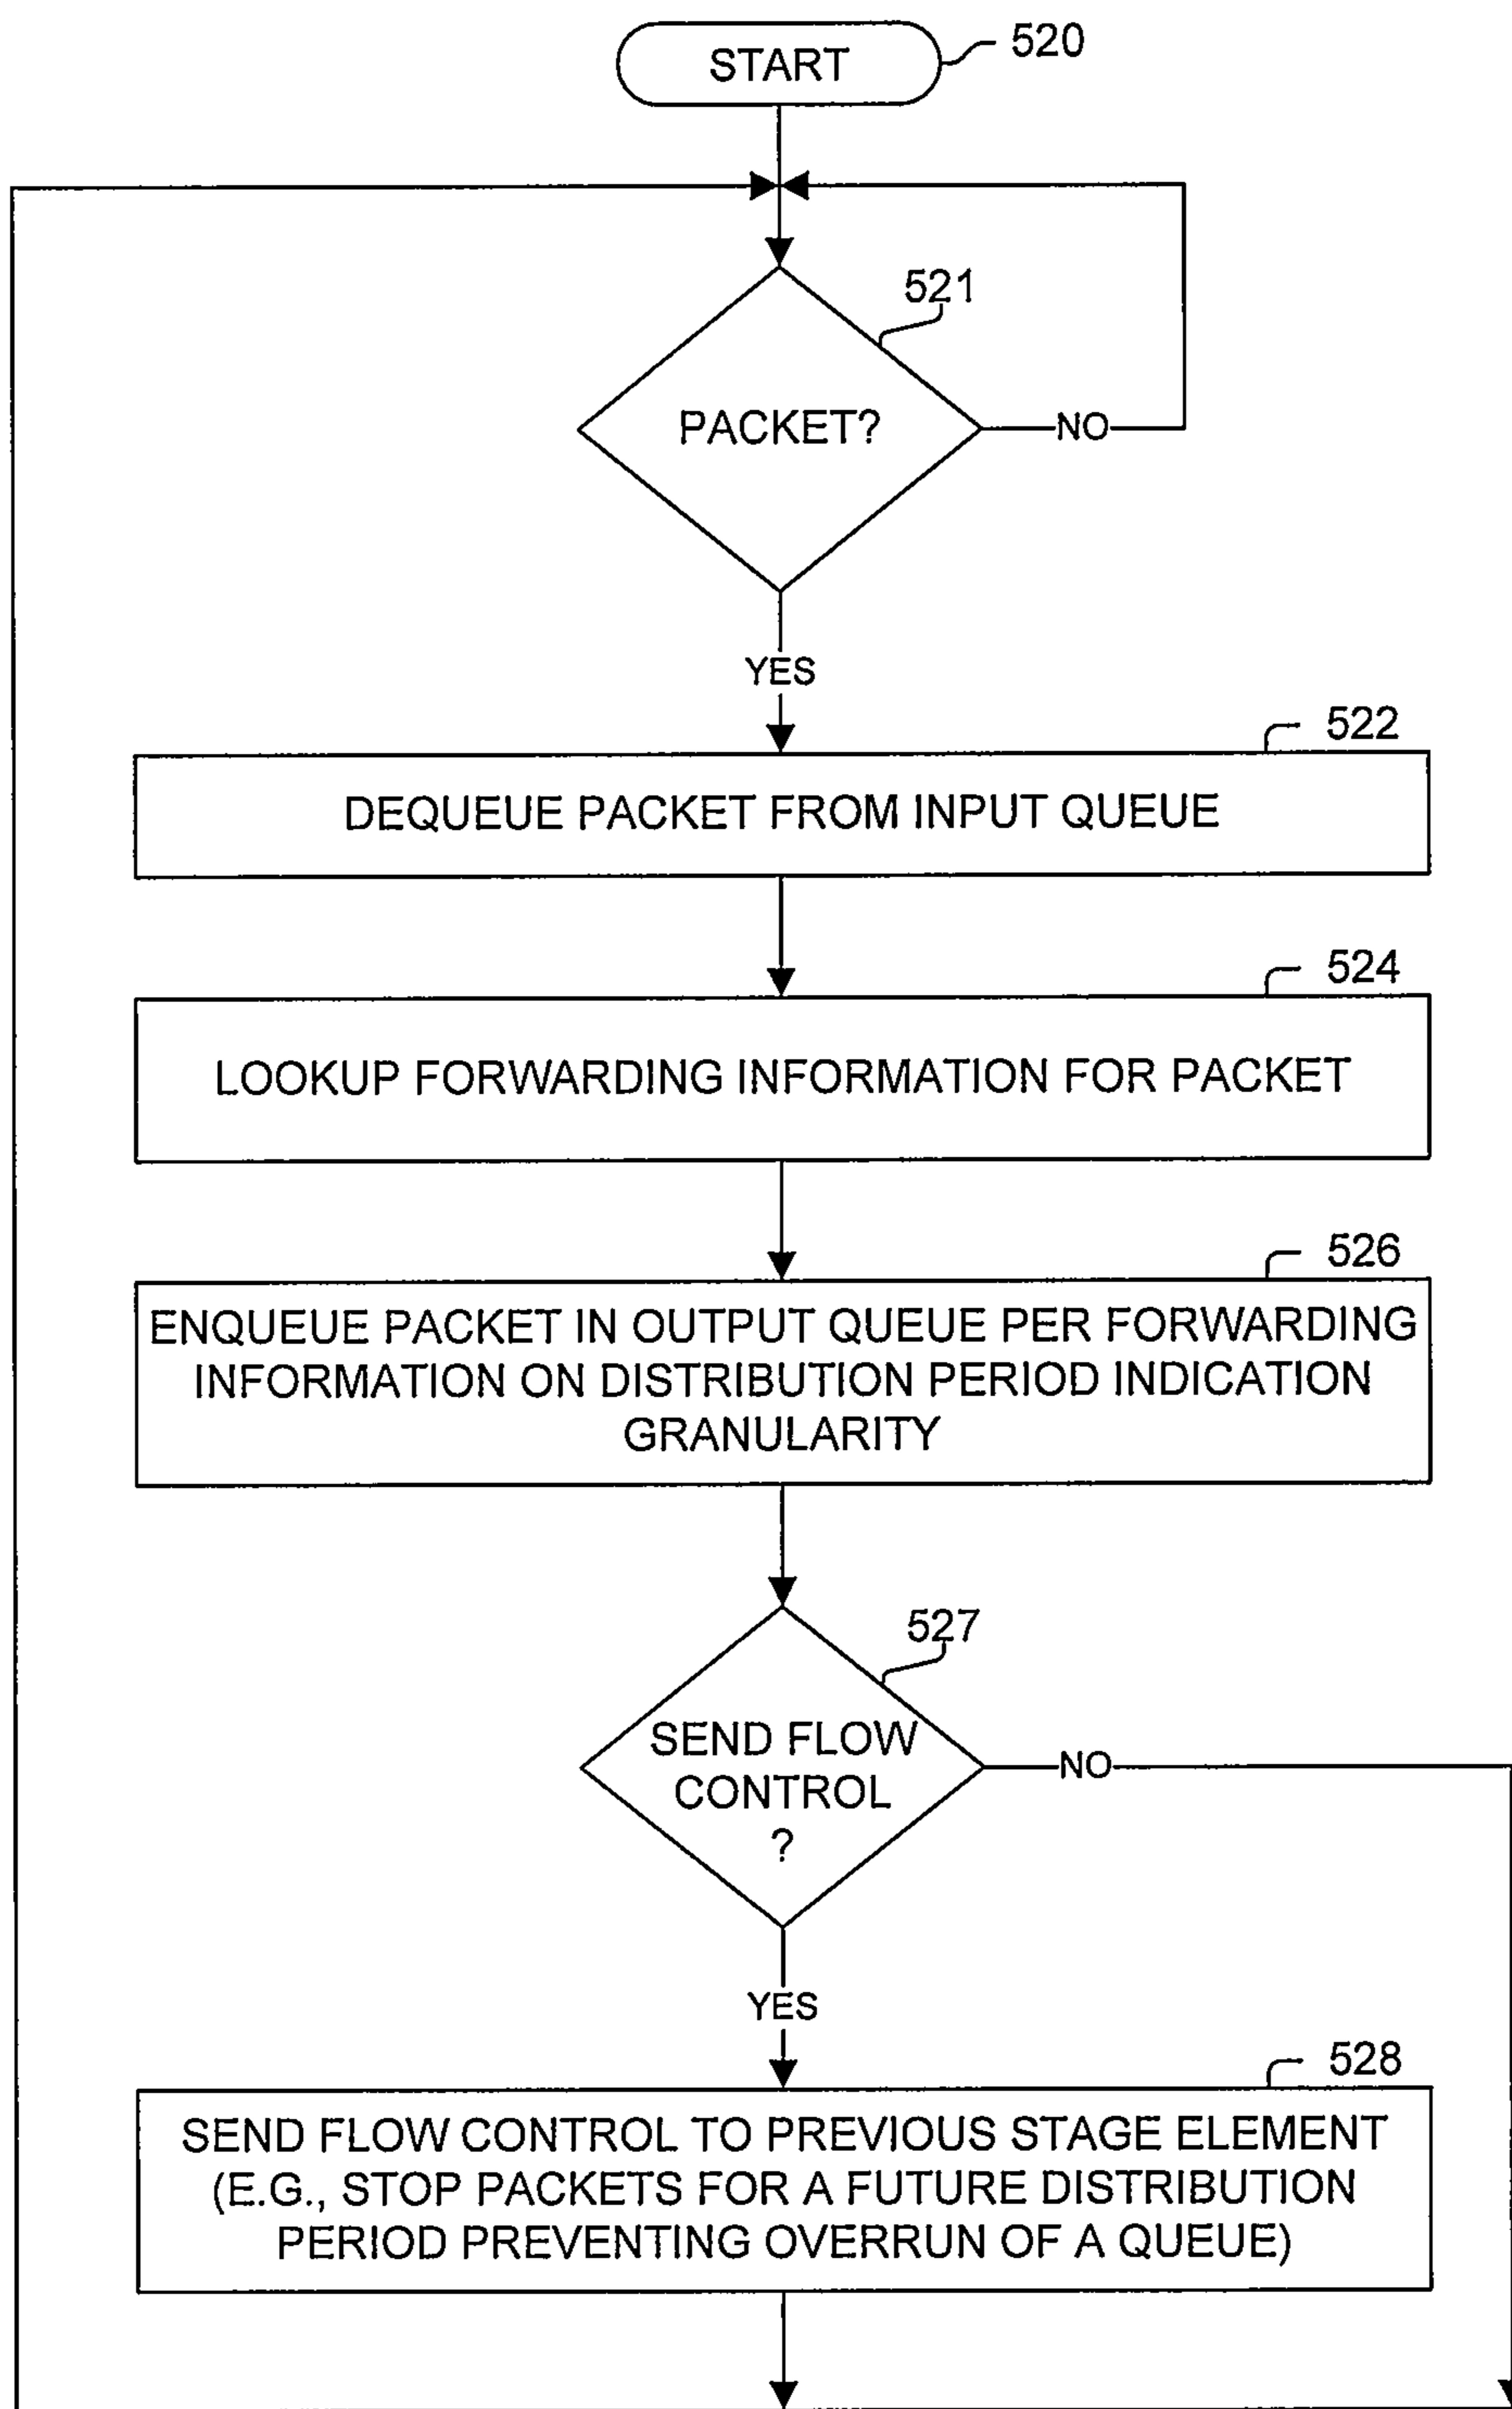 START
520
521
PACKET?
NO
YES
522
DEQUEUE PACKET FROM INPUT QUEUE
524
LOOKUP FORWARDING INFORMATION FOR PACKET
526
ENQUEUE PACKET IN OUTPUT QUEUE PER FORWARDING
INFORMATION ON DISTRIBUTION PERIOD INDICATION
GRANULARITY
527
SEND FLOW
CONTROL
?
NO
YES
528
SEND FLOW CONTROL TO PREVIOUS STAGE ELEMENT
(E.G., STOP PACKETS FOR A FUTURE DISTRIBUTION
PERIOD PREVENTING OVERRUN OF A QUEUE)